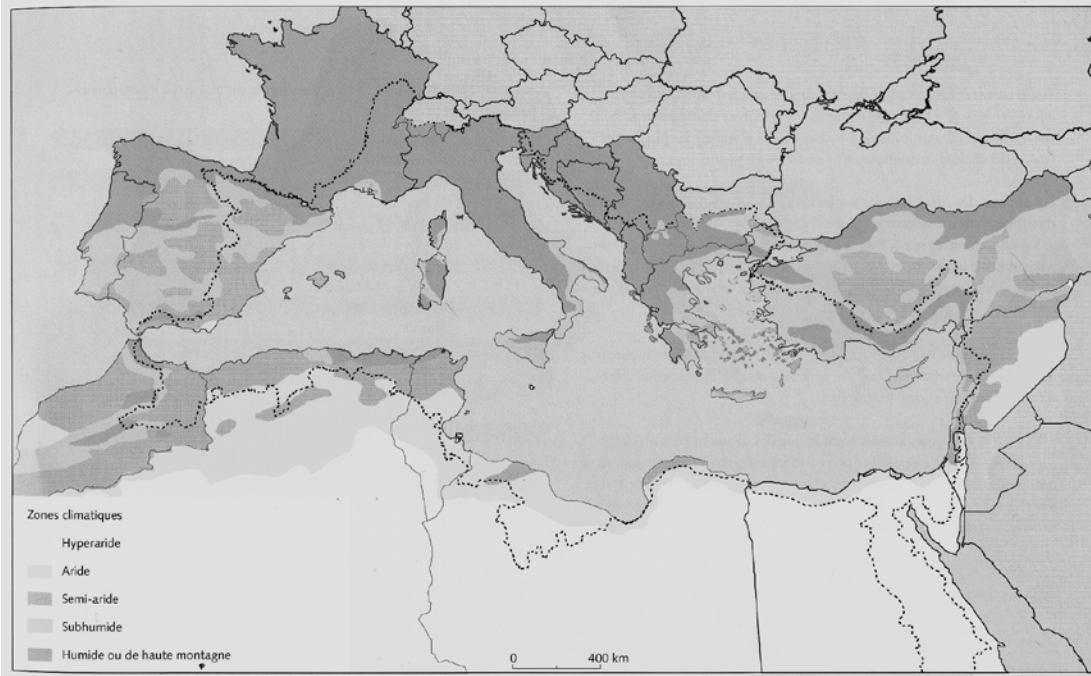 Zones climatiques
Hyperaride
Aride
Semi-aride
Subhumide
Humide ou de haute montagne
0 400 km